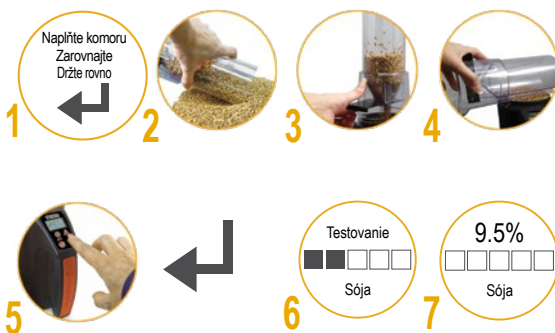 Naplňte komoru
Zarovnajte
Držte rovno
1
2
3
4
5
Testovanie
Sója
6
9.5%
Sója
7